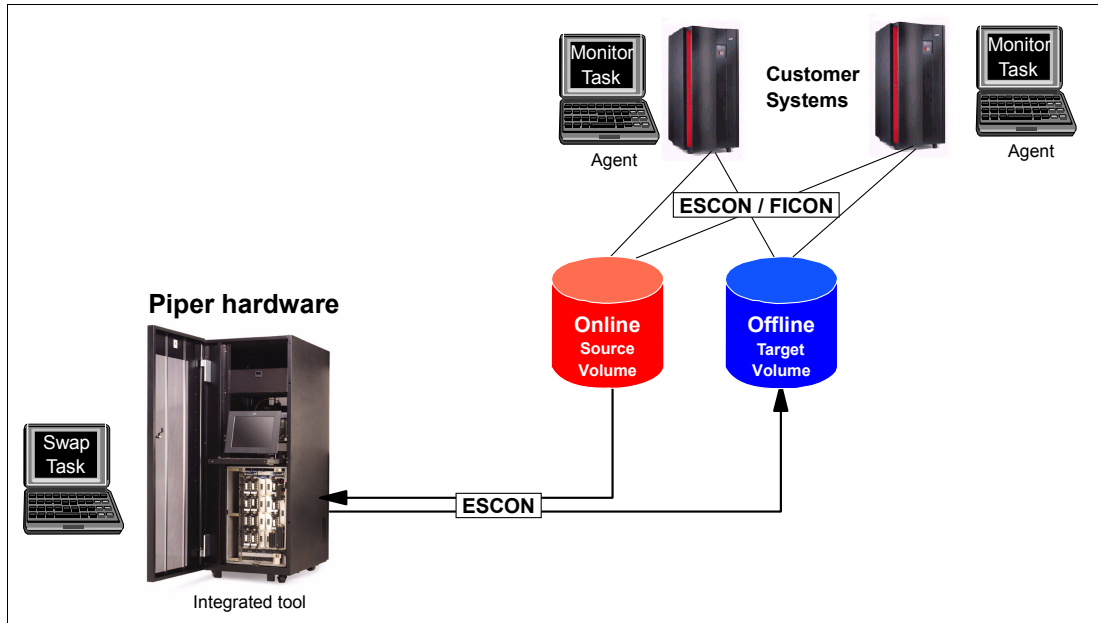 Monitor
Task
Agent
Customer
Systems
Monitor
Task
Agent
ESCON / FICON
Piper hardware
Online
Source
Volume
Offline
Target
Volume
Swap
Task
ESCON
Integrated tool